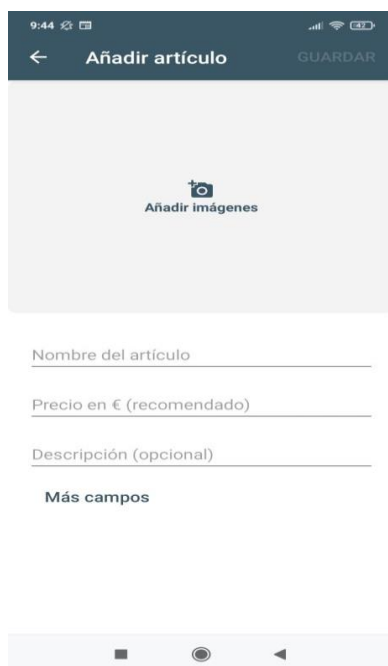 9:44
Añadir artículo GUARDAR
Añadir imágenes
Nombre del artículo
Precio en € (recomendado)
Descripción (opcional)
Más campos